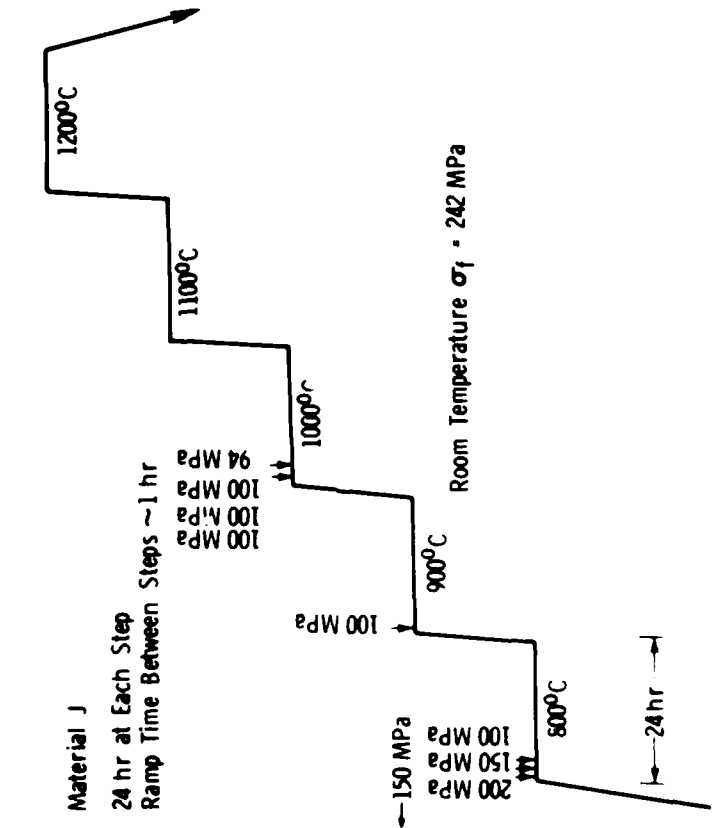 Material J
24 hr at Each Step
Ramp Time Between Steps ~1 hr
1200°C
1100°C
1000°C
94 MPa
100 MPa
100 MPa
100 MPa
900°C
100 MPa
Room Temperature σf = 242 MPa
800°C
←150 MPa
100 MPa
150 MPa
200 MPa
24 hr